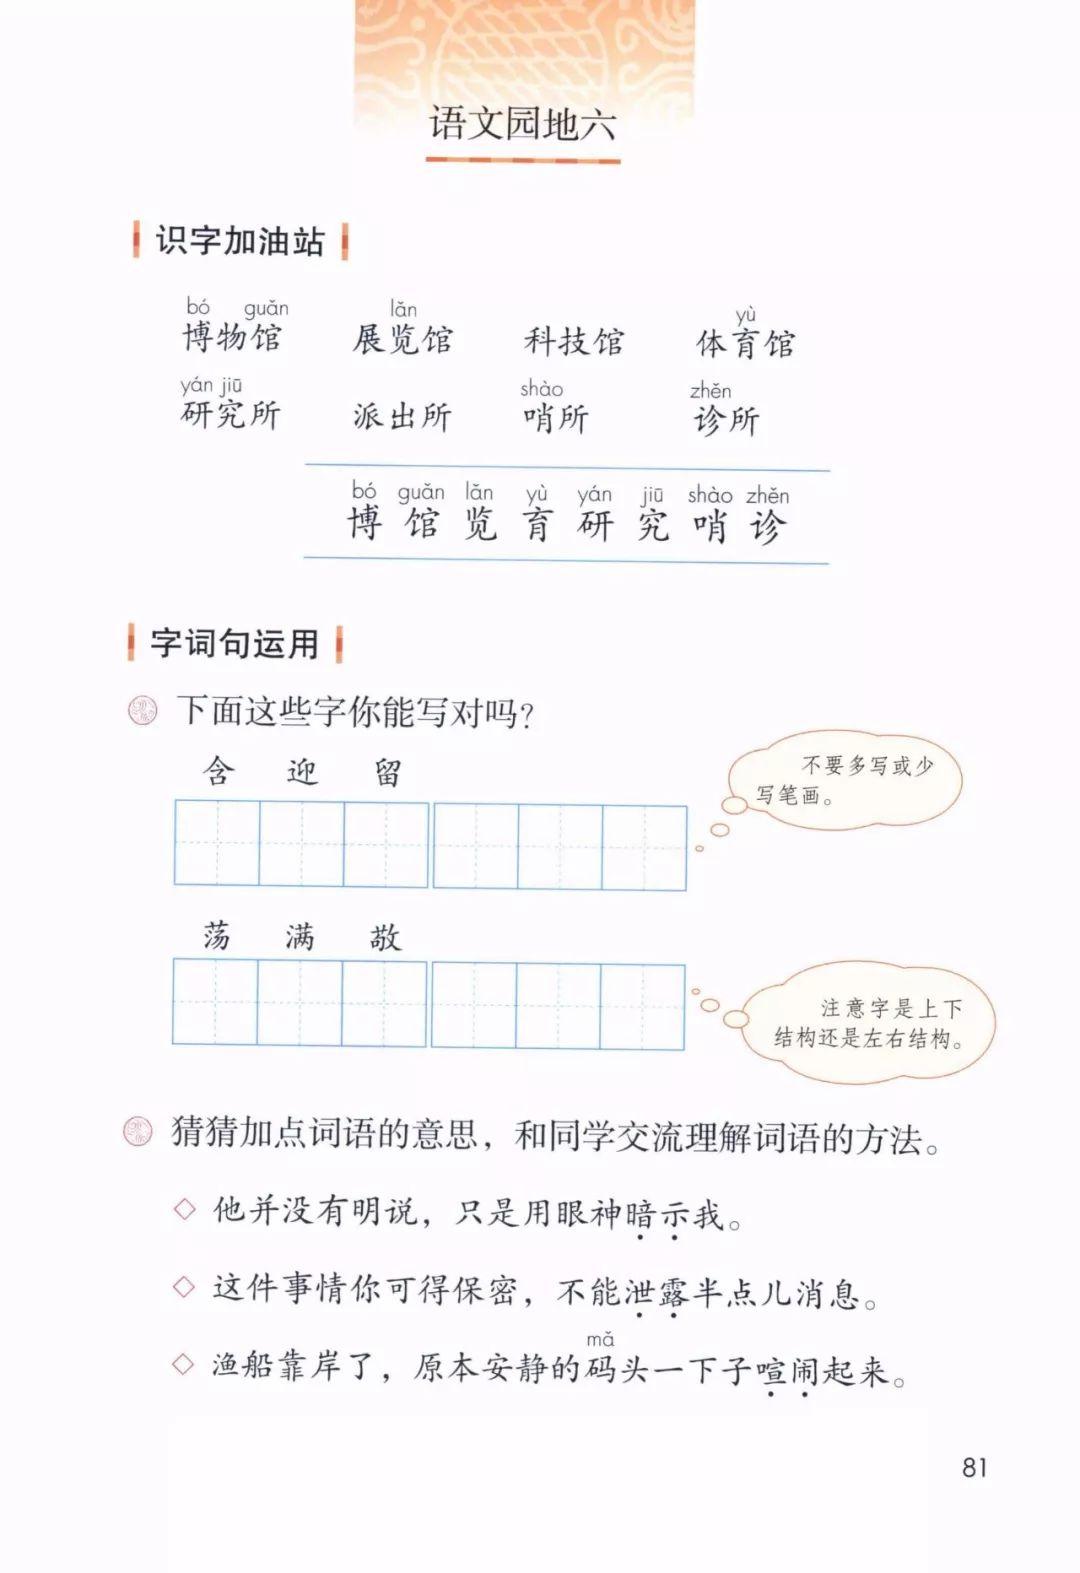 语文园地六
识字加油站
bó guǎn lǎn yù
博物馆 展览馆 科技馆 体育馆
yán jiū shào zhěn
研究所 派出所 哨所 诊所
bó guǎn lǎn yù yán jiū shào zhěn
博 馆 览 育 研 究 哨 诊
字词句运用
下面这些字你能写对吗？
含 迎 留
不要多写或少
写笔画。
荡 满 敬
注意字是上下
结构还是左右结构。
猜猜加点词语的意思，和同学交流理解词语的方法。
◇ 他并没有明说，只是用眼神暗示我。
◇ 这件事情你可得保密，不能泄露半点儿消息。
mǎ
◇ 渔船靠岸了，原本安静的码头一下子喧闹起来。
81